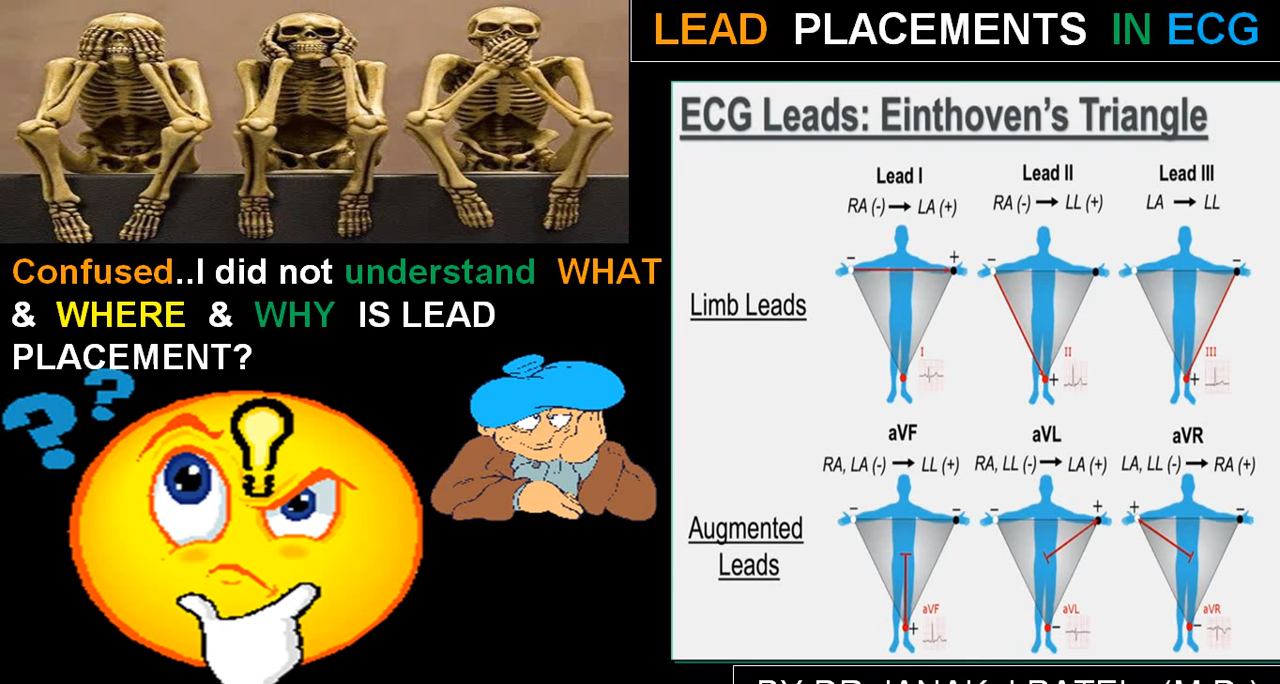 LEAD PLACEMENTS IN ECG
Confused..I did not understand WHAT
& WHERE & WHY IS LEAD
PLACEMENT?
? ?
ECG Leads: Einthoven's Triangle
Lead I Lead II Lead III
RA (-) → LA (+) RA (-) → LL (+) LA → LL
− + − −
Limb Leads
I II III
+ +
aVF aVL aVR
RA, LA (-) → LL (+) RA, LL (-) → LA (+) LA, LL (-) → RA (+)
− − − + + −
Augmented
Leads
aVF aVL aVR
+ − −